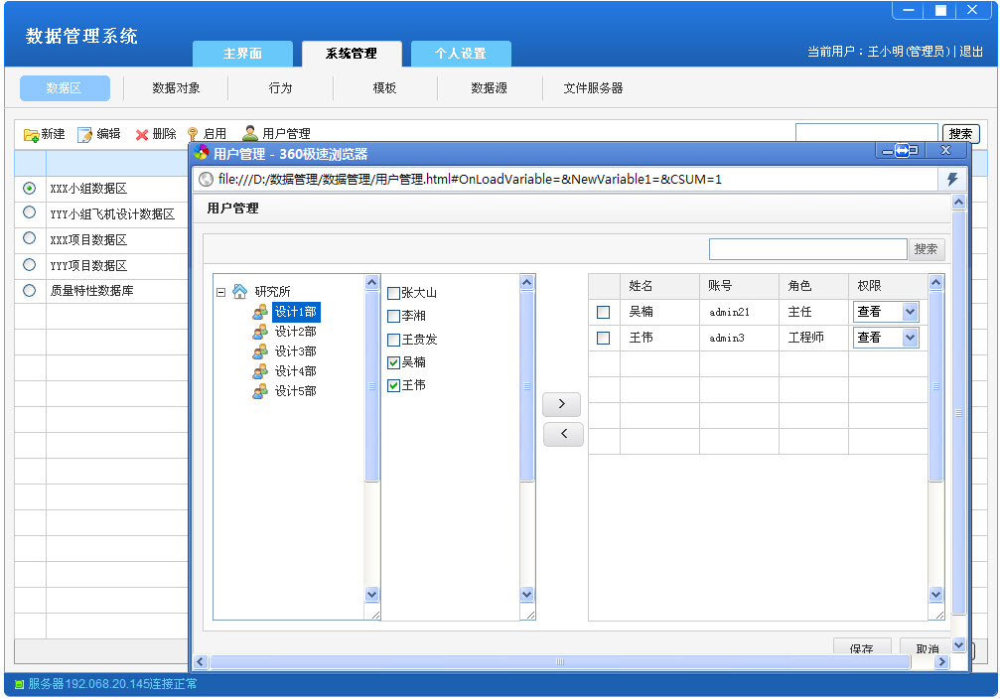 数据管理系统
主界面
系统管理
个人设置
当前用户：王小明(管理员)|退出
数据区
数据对象
行为
模板
数据源
文件服务器
新建
编辑
删除
启用
用户管理
搜索
XXX小组数据区
YYY小组飞机设计数据区
XXX项目数据区
YYY项目数据区
质量特性数据库
用户管理 - 360极速浏览器
file:///D:/数据管理/数据管理/用户管理.html#OnLoadVariable=&NewVariable1=&CSUM=1
用户管理
搜索
研究所
设计1部
设计2部
设计3部
设计4部
设计5部
张大山
李湘
王贵发
吴楠
王伟
>
<
姓名 账号 角色 权限
吴楠 admin21 主任 查看
王伟 admin3 工程师 查看
保存
取消
服务器192.068.20.145连接正常